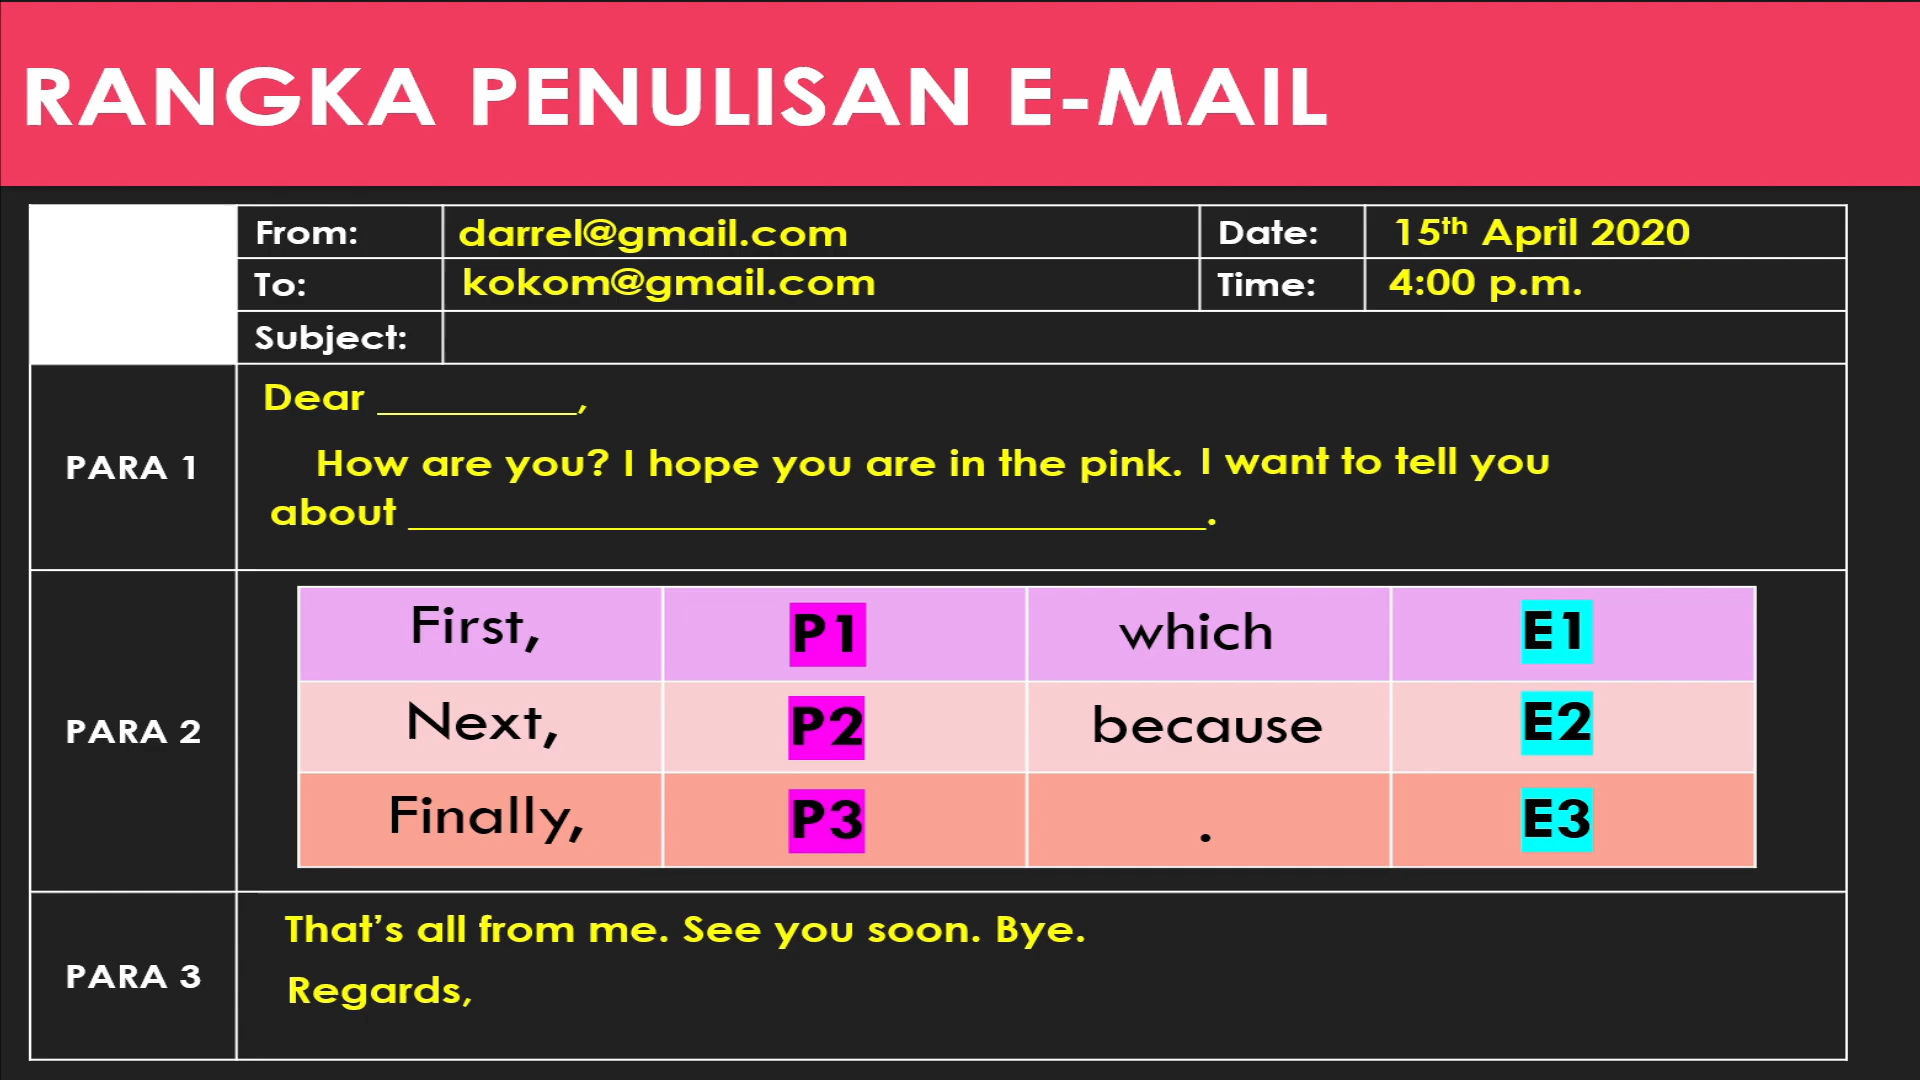 RANGKA PENULISAN E-MAIL
From: darrel@gmail.com Date: 15th April 2020
To: kokom@gmail.com Time: 4:00 p.m.
Subject:
PARA 1
Dear __________,
How are you? I hope you are in the pink. I want to tell you
about ________________________________________.
PARA 2
First, P1 which E1
Next, P2 because E2
Finally, P3 . E3
PARA 3
That’s all from me. See you soon. Bye.
Regards,